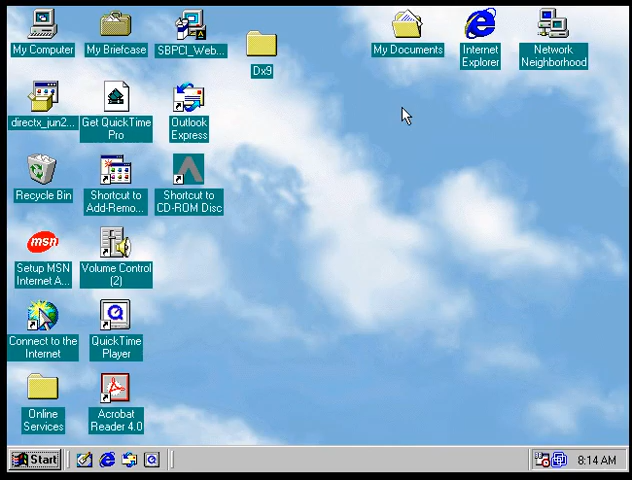 My Computer
My Briefcase
SBPCI_Web...
Dx9
My Documents
Internet
Explorer
Network
Neighborhood
directx_jun2...
Get QuickTime
Pro
Outlook
Express
Recycle Bin
Shortcut to
Add-Remo...
Shortcut to
CD-ROM Disc
msn
Setup MSN
Internet A...
Volume Control
(2)
Connect to the
Internet
QuickTime
Player
Online
Services
Acrobat
Reader 4.0
Start
8:14 AM